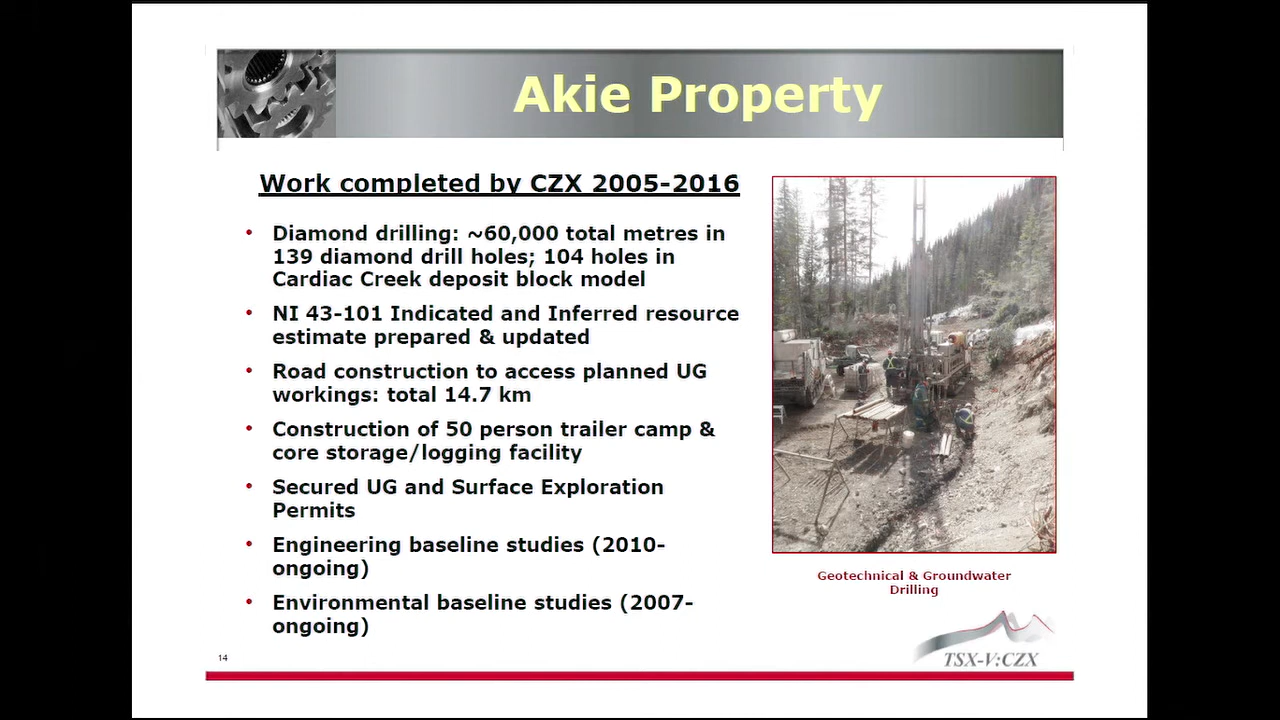 Akie Property
Work completed by CZX 2005-2016
• Diamond drilling: ~60,000 total metres in
139 diamond drill holes; 104 holes in
Cardiac Creek deposit block model
• NI 43-101 Indicated and Inferred resource
estimate prepared & updated
• Road construction to access planned UG
workings: total 14.7 km
• Construction of 50 person trailer camp &
core storage/logging facility
• Secured UG and Surface Exploration
Permits
• Engineering baseline studies (2010-
ongoing)
• Environmental baseline studies (2007-
ongoing)
Geotechnical & Groundwater
Drilling
14
TSX-V:CZX